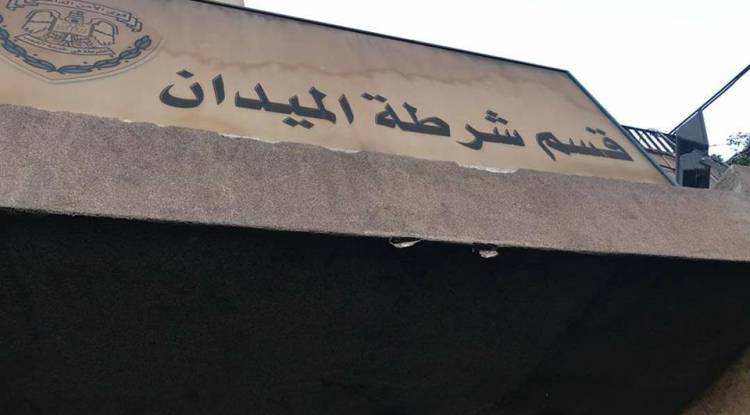 قسم شرطة الميدان